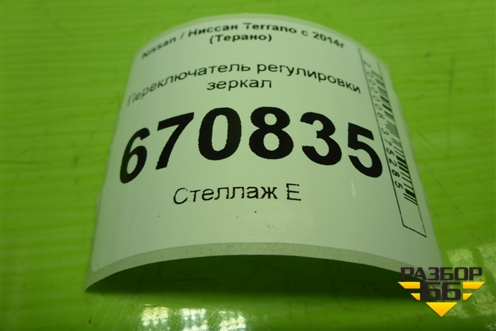 Nissan / Ниссан Terrano с 2014г
(Терано)
Переключатель регулировки
зеркал
670835
Стеллаж Е
РАЗБОР
66